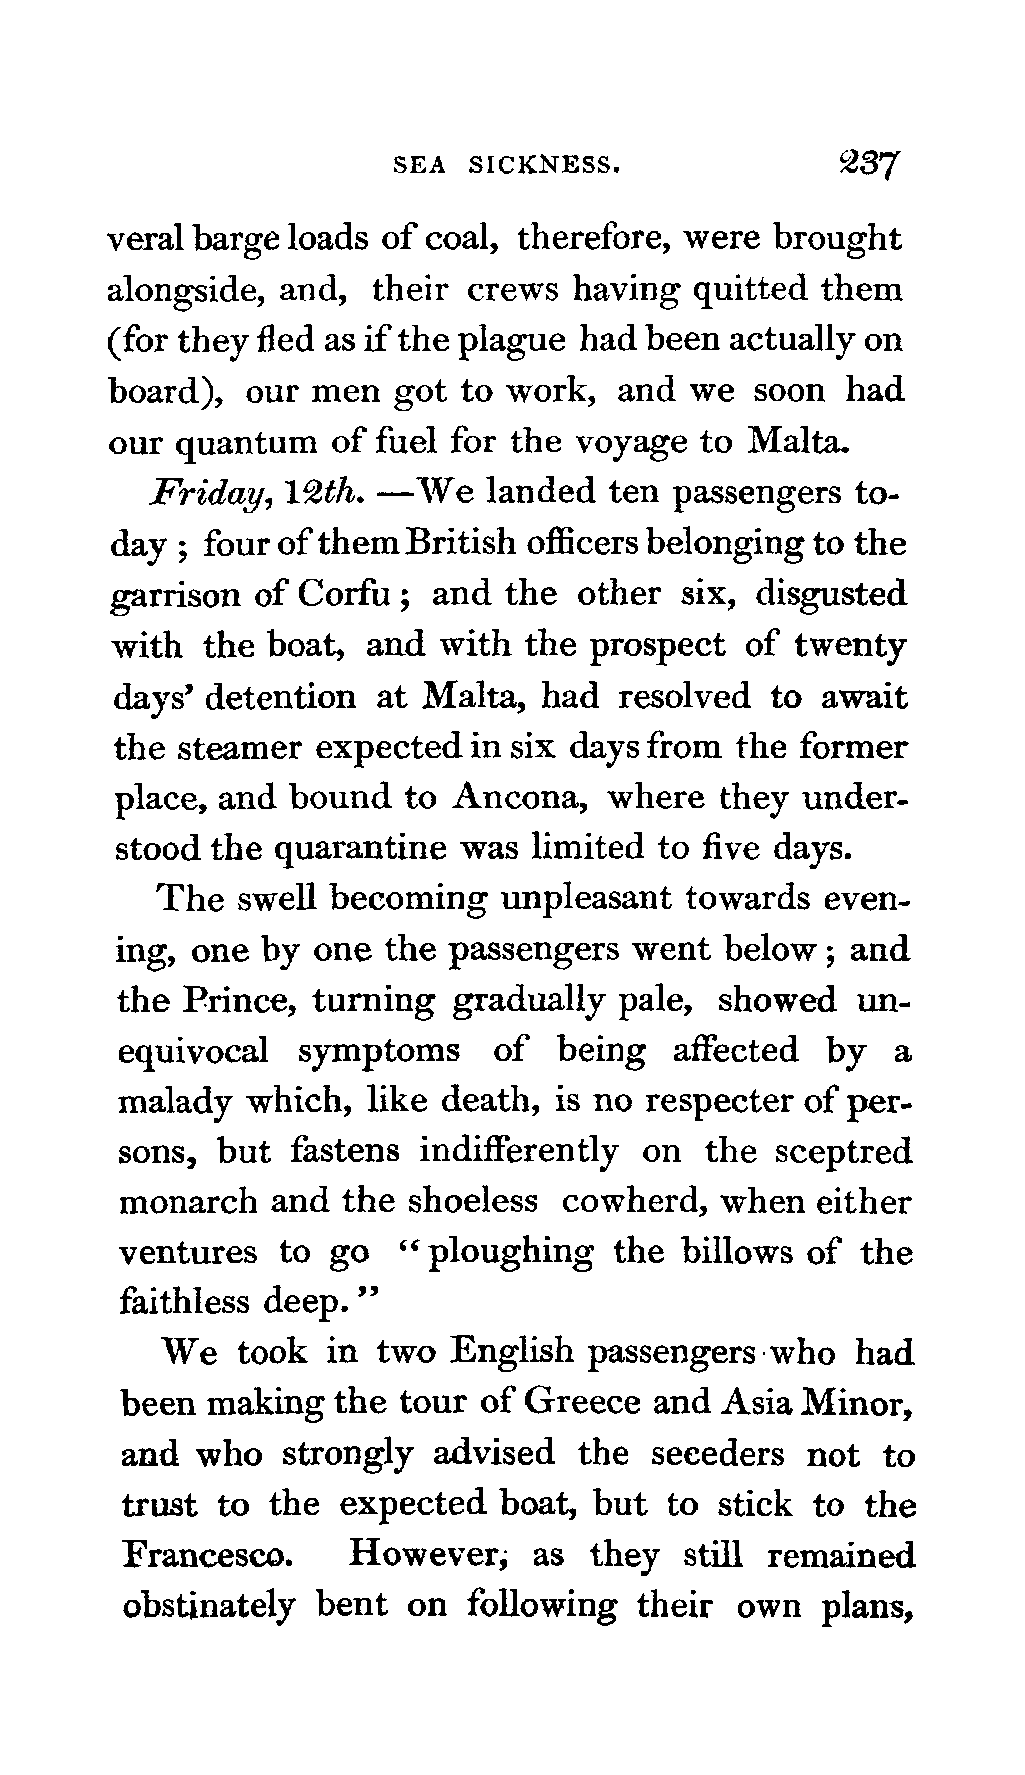 SEA SICKNESS. 237
veral barge loads of coal, therefore, were brought
alongside, and, their crews having quitted them
(for they fled as if the plague had been actually on
board), our men got to work, and we soon had
our quantum of fuel for the voyage to Malta.
Friday, 12th. —We landed ten passengers to-
day ; four of them British officers belonging to the
garrison of Corfu ; and the other six, disgusted
with the boat, and with the prospect of twenty
days' detention at Malta, had resolved to await
the steamer expected in six days from the former
place, and bound to Ancona, where they under-
stood the quarantine was limited to five days.
The swell becoming unpleasant towards even-
ing, one by one the passengers went below ; and
the Prince, turning gradually pale, showed un-
equivocal symptoms of being affected by a
malady which, like death, is no respecter of per-
sons, but fastens indifferently on the sceptred
monarch and the shoeless cowherd, when either
ventures to go “ ploughing the billows of the
faithless deep. ”
We took in two English passengers who had
been making the tour of Greece and Asia Minor,
and who strongly advised the seceders not to
trust to the expected boat, but to stick to the
Francesco. However, as they still remained
obstinately bent on following their own plans,